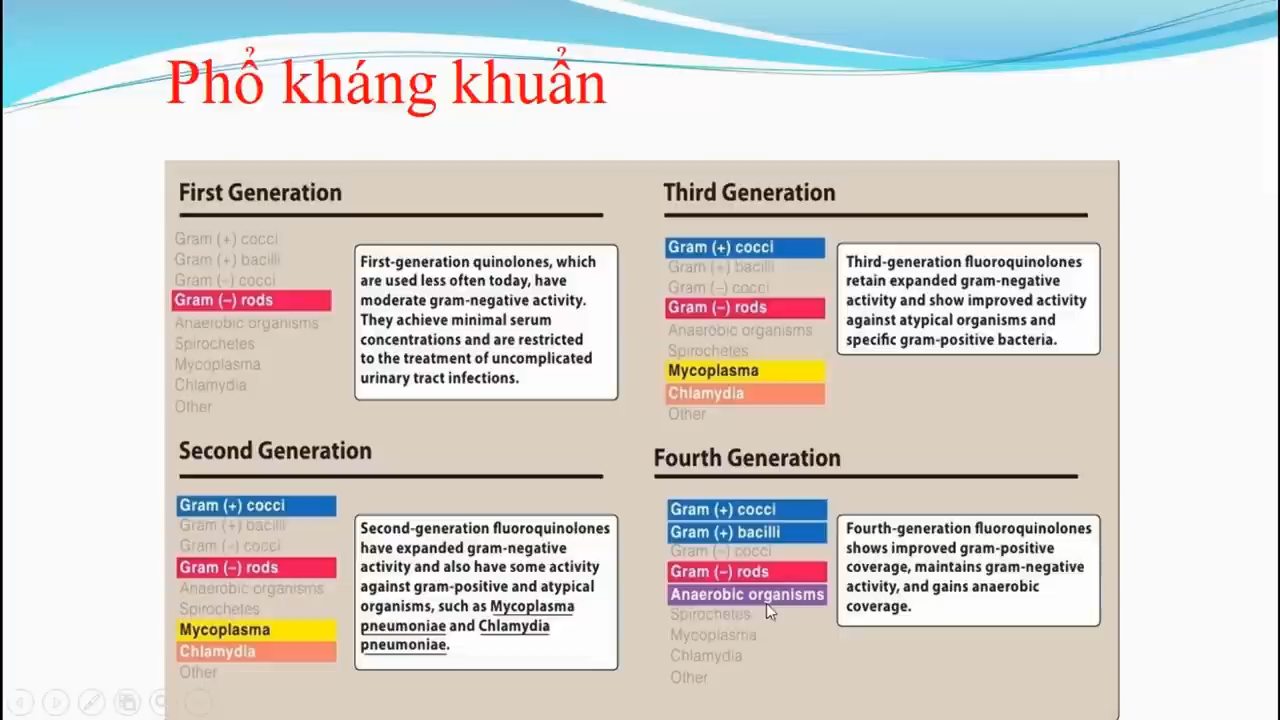 Phổ kháng khuẩn
First Generation
Gram (+) cocci
Gram (+) bacilli
Gram (–) cocci
Gram (–) rods
Anaerobic organisms
Spirochetes
Mycoplasma
Chlamydia
Other
First-generation quinolones, which
are used less often today, have
moderate gram-negative activity.
They achieve minimal serum
concentrations and are restricted
to the treatment of uncomplicated
urinary tract infections.
Second Generation
Gram (+) cocci
Gram (+) bacilli
Gram (–) cocci
Gram (–) rods
Anaerobic organisms
Spirochetes
Mycoplasma
Chlamydia
Other
Second-generation fluoroquinolones
have expanded gram-negative
activity and also have some activity
against gram-positive and atypical
organisms, such as Mycoplasma
pneumoniae and Chlamydia
pneumoniae.
Third Generation
Gram (+) cocci
Gram (+) bacilli
Gram (–) cocci
Gram (–) rods
Anaerobic organisms
Spirochetes
Mycoplasma
Chlamydia
Other
Third-generation fluoroquinolones
retain expanded gram-negative
activity and show improved activity
against atypical organisms and
specific gram-positive bacteria.
Fourth Generation
Gram (+) cocci
Gram (+) bacilli
Gram (–) cocci
Gram (–) rods
Anaerobic organisms
Spirochetes
Mycoplasma
Chlamydia
Other
Fourth-generation fluoroquinolones
shows improved gram-positive
coverage, maintains gram-negative
activity, and gains anaerobic
coverage.